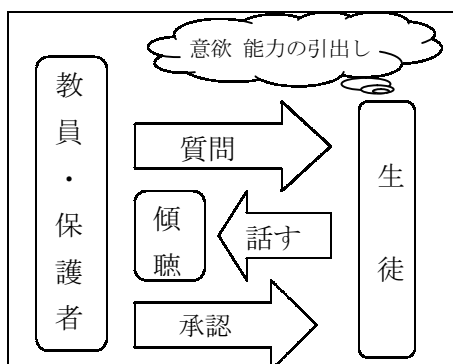 意欲 能力の引出し
教員・保護者
質問
生徒
傾聴
話す
承認